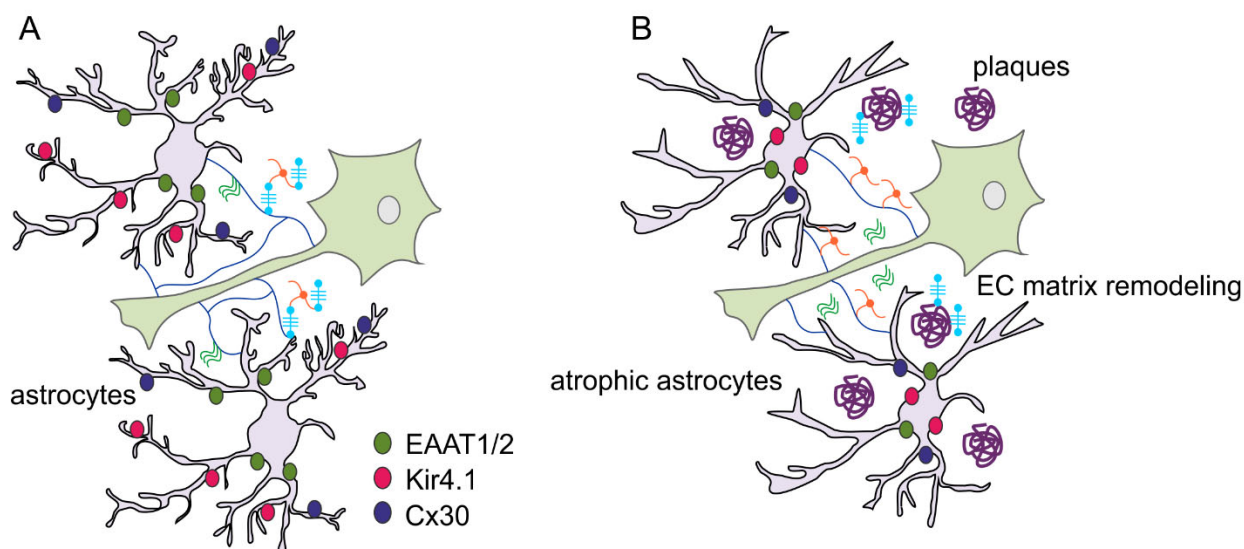 A
B
plaques
EC matrix remodeling
atrophic astrocytes
astrocytes
EAAT1/2
Kir4.1
Cx30